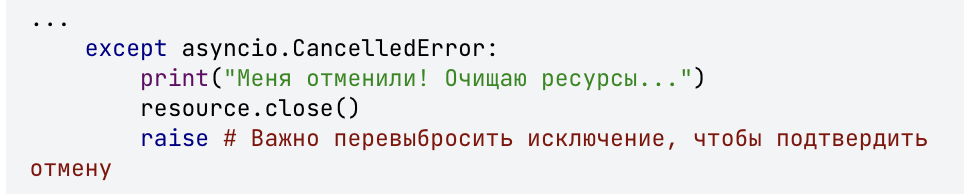 ...
    except asyncio.CancelledError:
        print("Меня отменили! Очищаю ресурсы...")
        resource.close()
        raise # Важно перевыбросить исключение, чтобы подтвердить
отмену